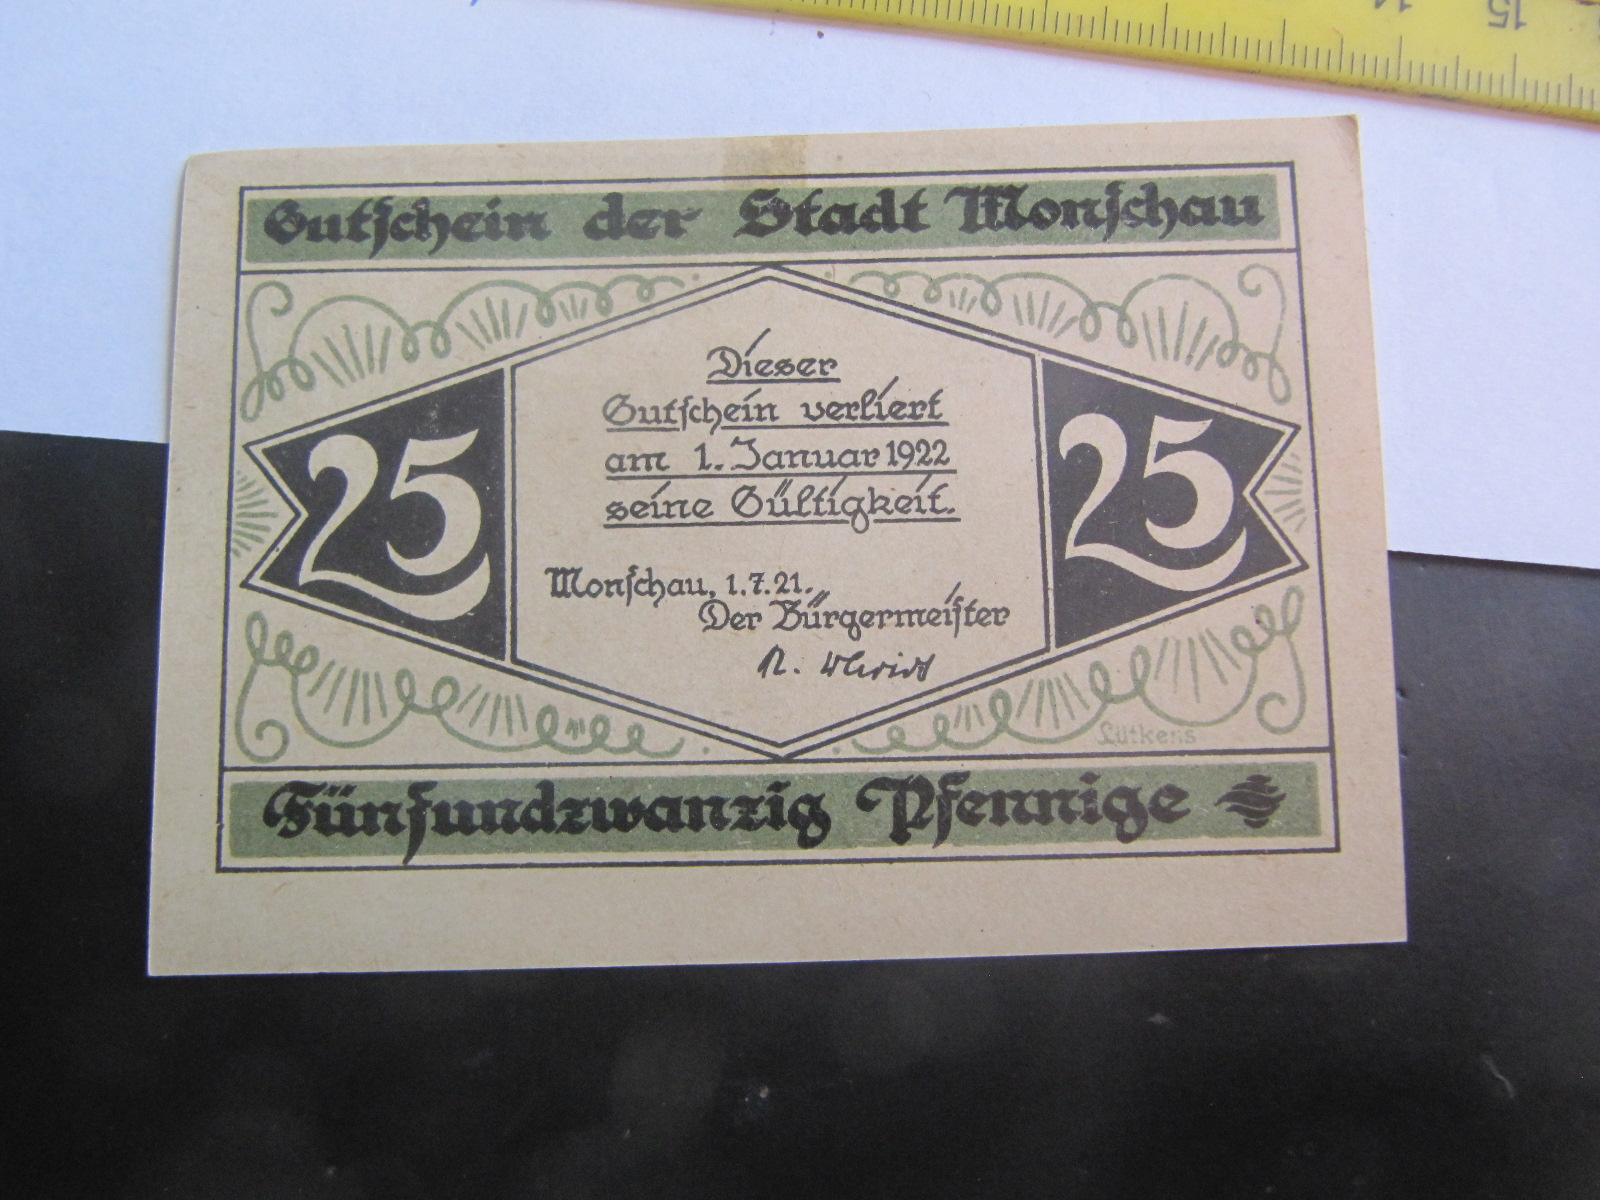 Gutschein der Stadt Monschau
25
Dieser
Gutschein verliert
am 1. Januar 1922
seine Gültigkeit.
Monschau, 1.7.21.
Der Bürgermeister
25
Lütkens
Fünfundzwanzig Pfennige
14
15